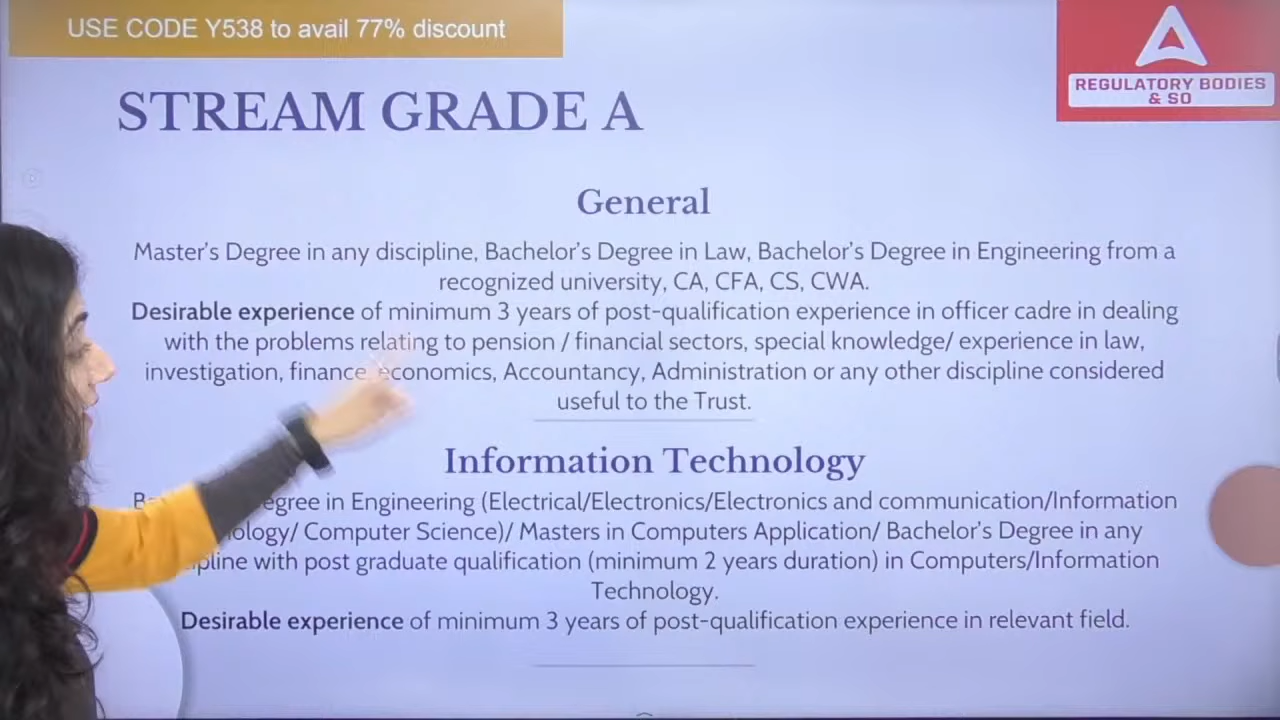 USE CODE Y538 to avail 77% discount
REGULATORY BODIES
& SO
STREAM GRADE A
General
Master's Degree in any discipline, Bachelor's Degree in Law, Bachelor's Degree in Engineering from a
recognized university, CA, CFA, CS, CWA.
Desirable experience of minimum 3 years of post-qualification experience in officer cadre in dealing
with the problems relating to pension / financial sectors, special knowledge/ experience in law,
investigation, finance economics, Accountancy, Administration or any other discipline considered
useful to the Trust.
Information Technology
in Engineering (Electrical/Electronics/Electronics and communication/Information
Computer Science)/ Masters in Computers Application/ Bachelor's Degree in any
with post graduate qualification (minimum 2 years duration) in Computers/Information
Technology.
Desirable experience of minimum 3 years of post-qualification experience in relevant field.